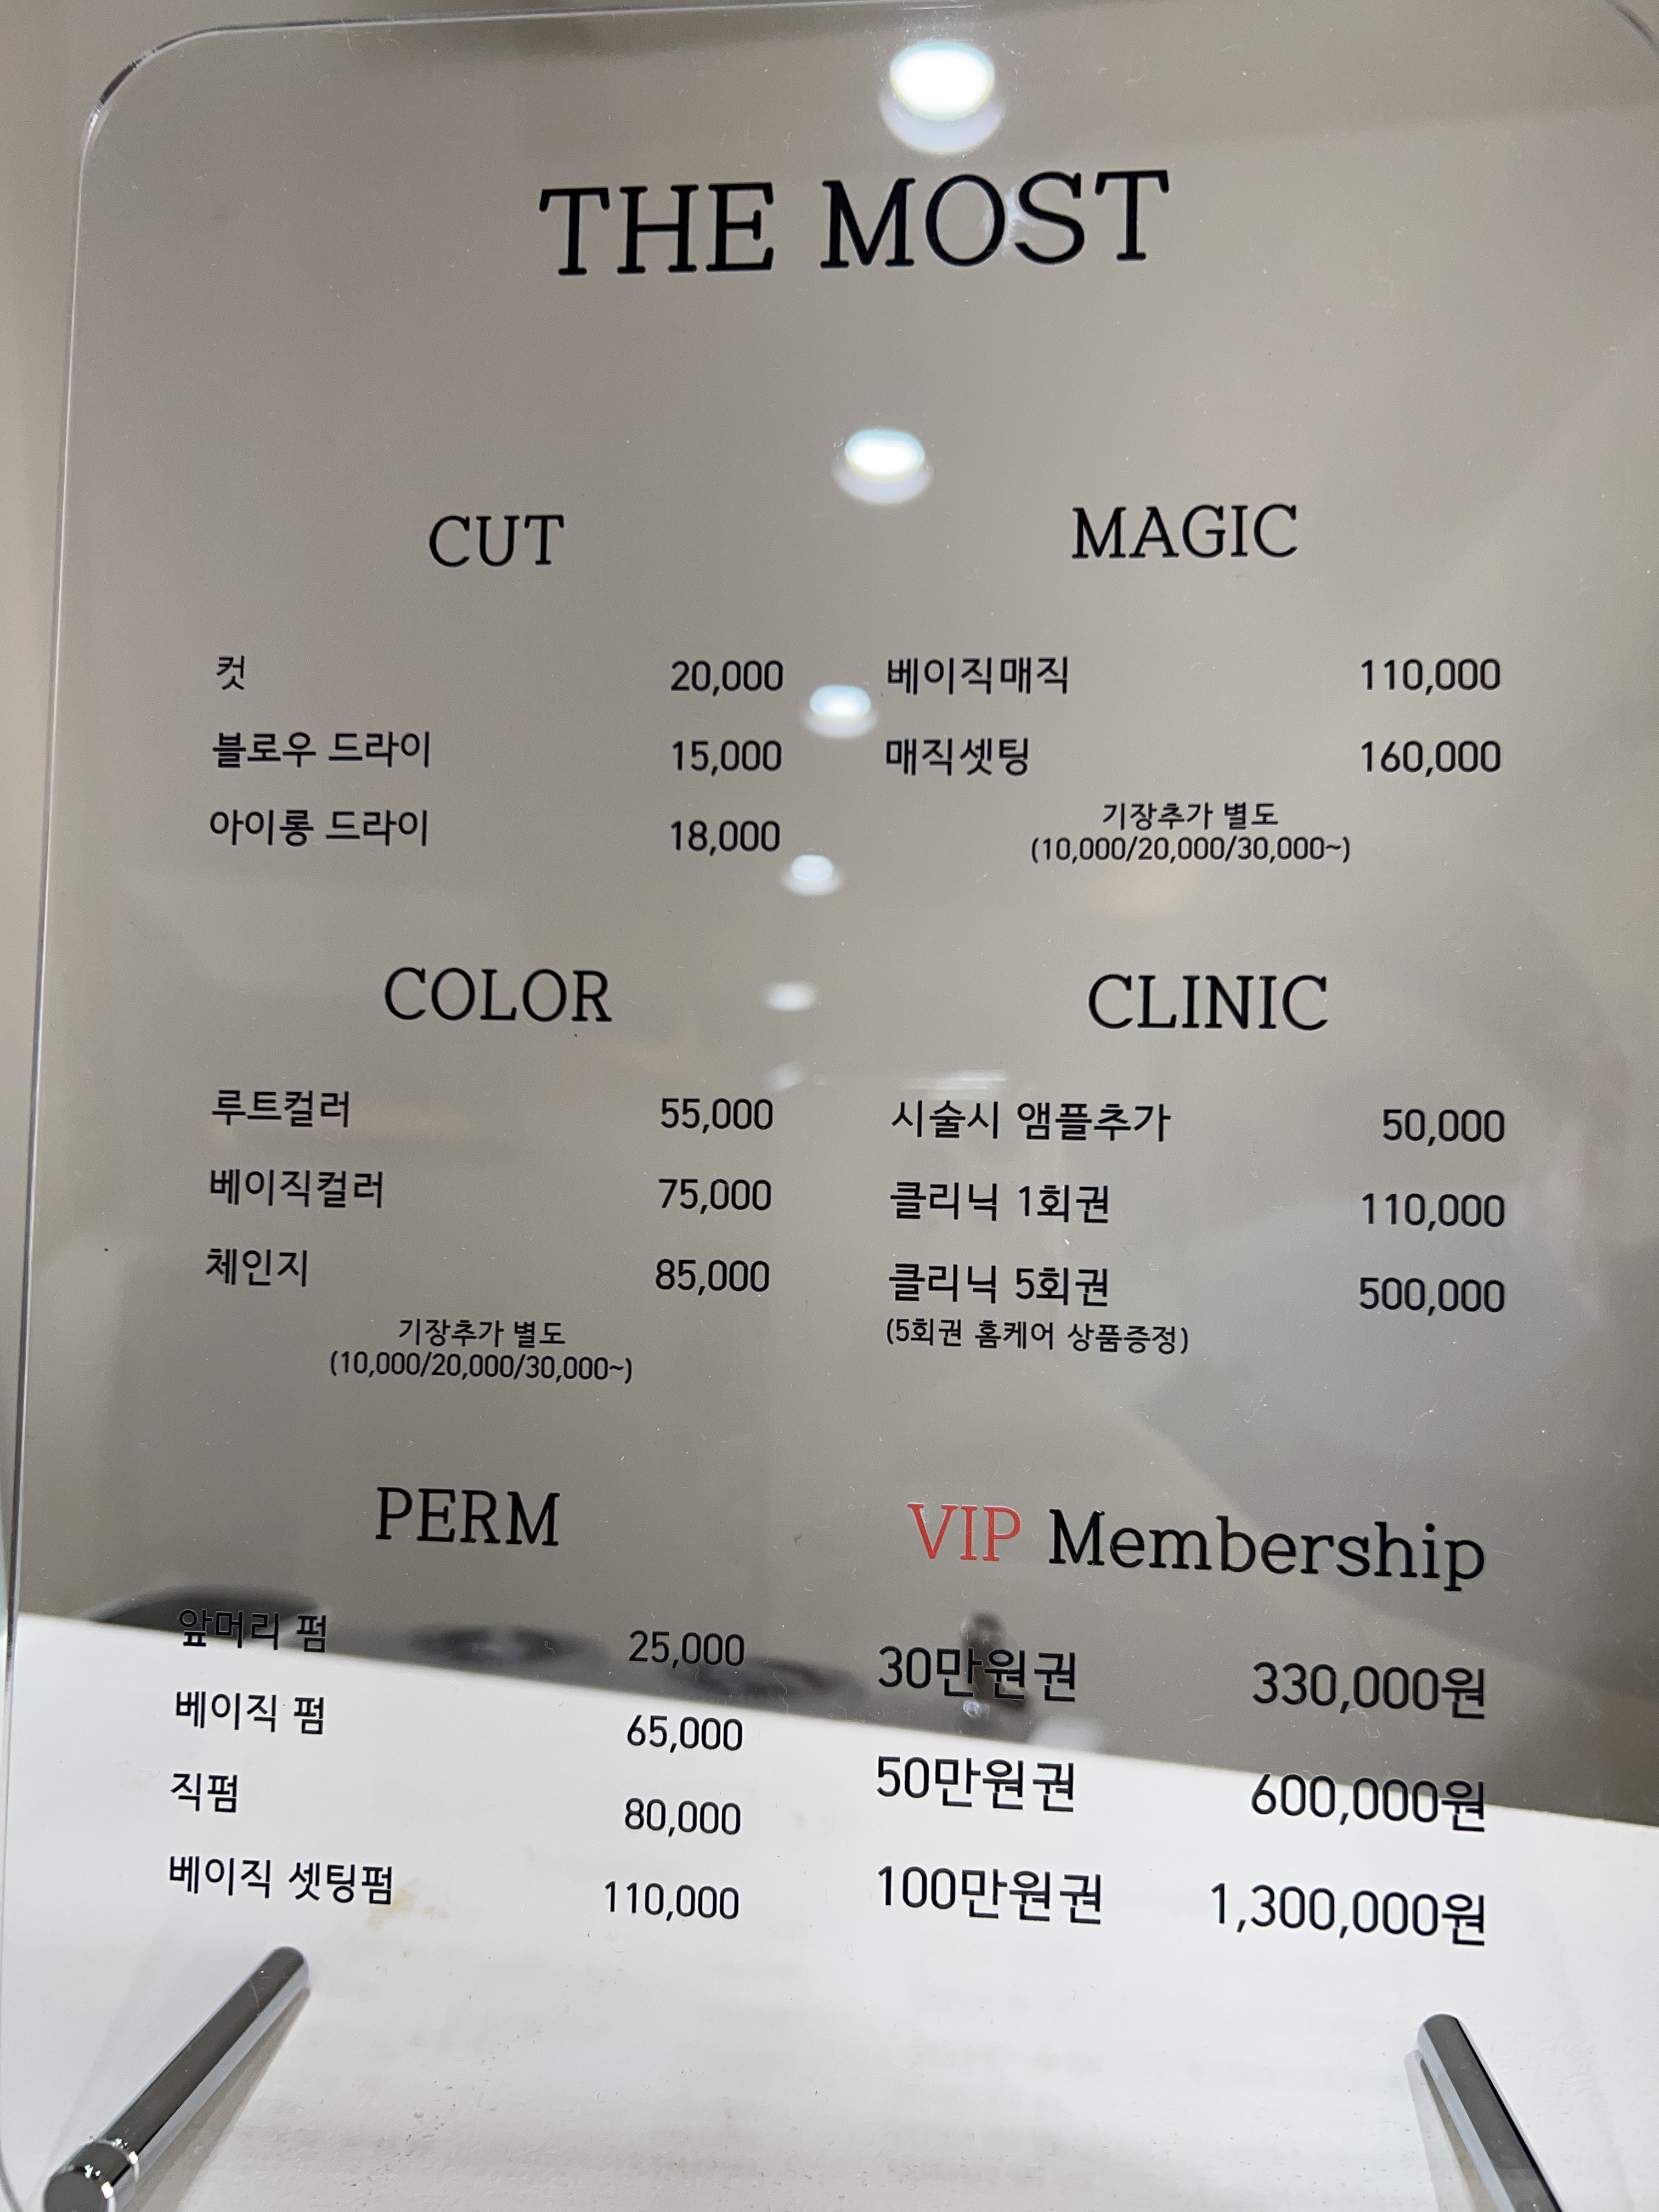 THE MOST
CUT
컷 20,000
블로우 드라이 15,000
아이롱 드라이 18,000
MAGIC
베이직매직 110,000
매직셋팅 160,000
기장추가 별도
(10,000/20,000/30,000~)
COLOR
루트컬러 55,000
베이직컬러 75,000
체인지 85,000
기장추가 별도
(10,000/20,000/30,000~)
CLINIC
시술시 앰플추가 50,000
클리닉 1회권 110,000
클리닉 5회권 500,000
(5회권 홈케어 상품증정)
PERM
앞머리 펌 25,000
베이직 펌 65,000
직펌 80,000
베이직 셋팅펌 110,000
VIP Membership
30만원권 330,000원
50만원권 600,000원
100만원권 1,300,000원